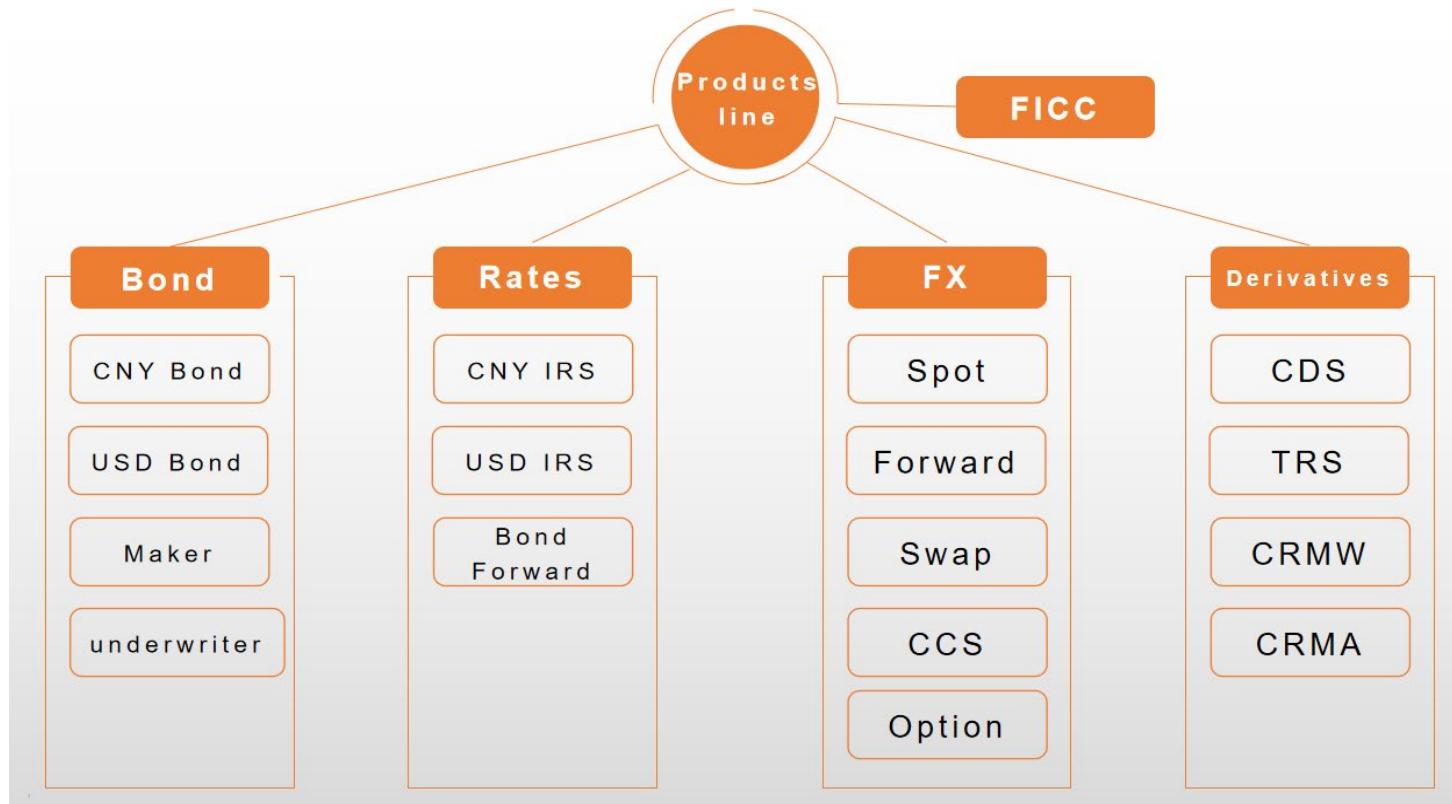 Products
line
FICC
Bond
CNY Bond
USD Bond
Maker
underwriter
Rates
CNY IRS
USD IRS
Bond
Forward
FX
Spot
Forward
Swap
CCS
Option
Derivatives
CDS
TRS
CRMW
CRMA